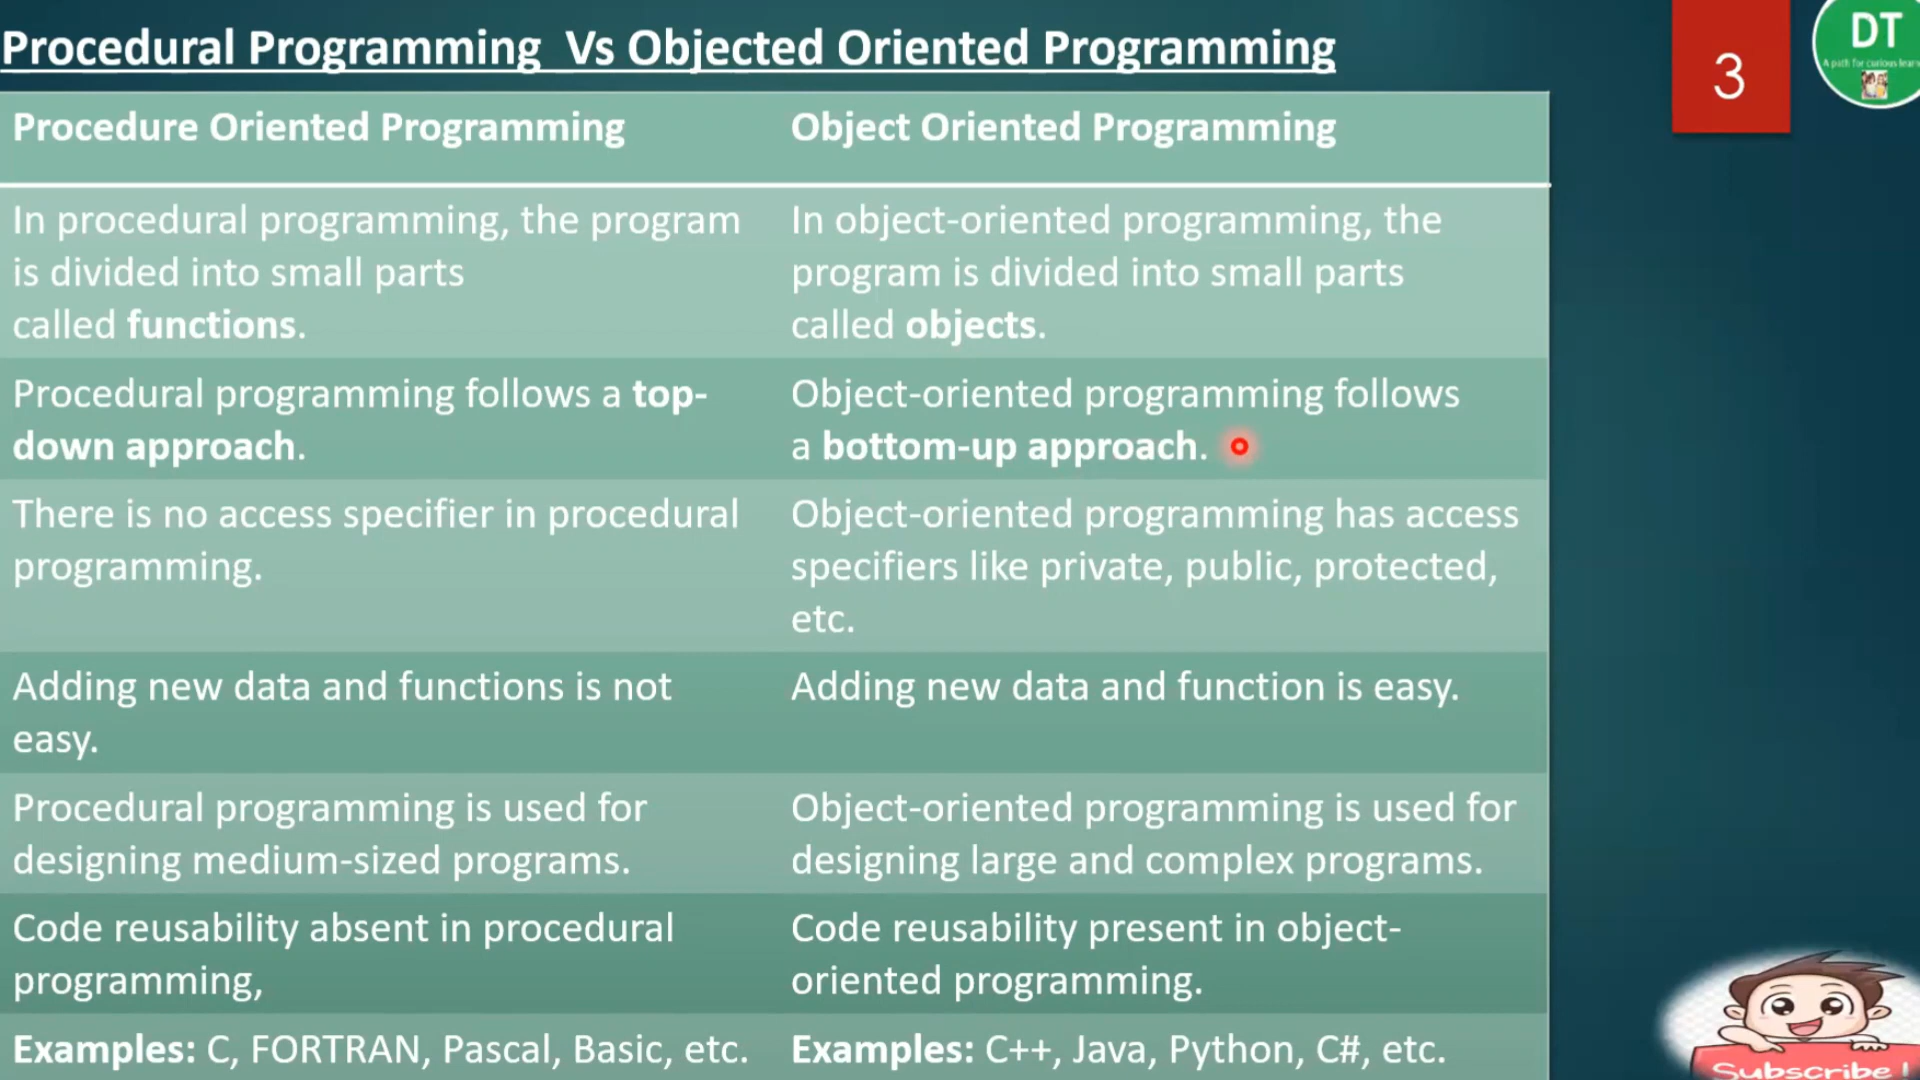 Procedural Programming  Vs Objected Oriented Programming
3
DT
A path for curious learn
Procedure Oriented Programming
Object Oriented Programming
In procedural programming, the program
is divided into small parts
called functions.
In object-oriented programming, the
program is divided into small parts
called objects.
Procedural programming follows a top-
down approach.
Object-oriented programming follows
a bottom-up approach.
There is no access specifier in procedural
programming.
Object-oriented programming has access
specifiers like private, public, protected,
etc.
Adding new data and functions is not
easy.
Adding new data and function is easy.
Procedural programming is used for
designing medium-sized programs.
Object-oriented programming is used for
designing large and complex programs.
Code reusability absent in procedural
programming,
Code reusability present in object-
oriented programming.
Examples: C, FORTRAN, Pascal, Basic, etc.
Examples: C++, Java, Python, C#, etc.
Subscribe !